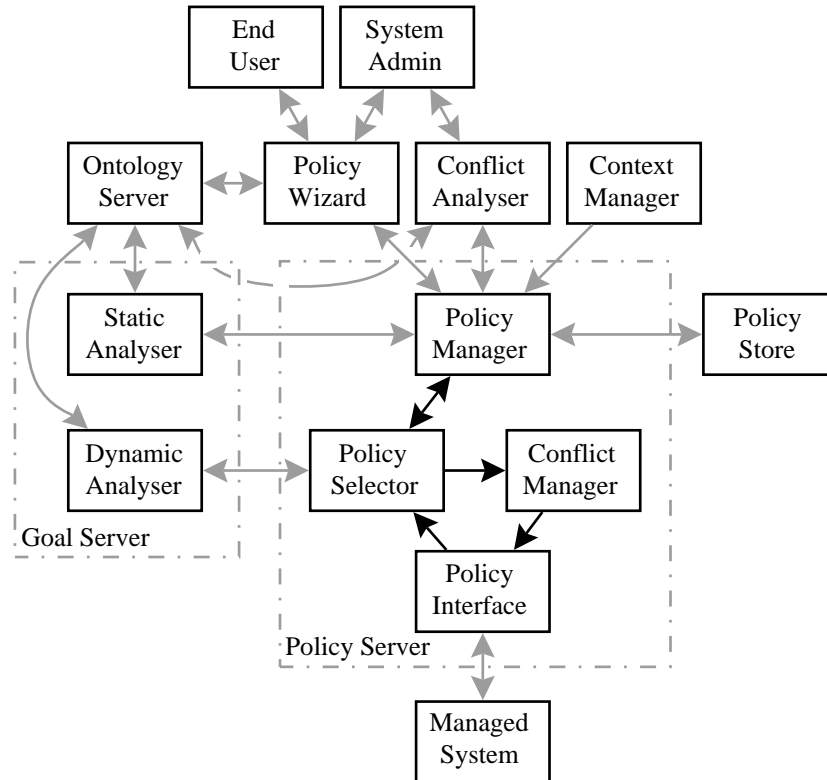 End
User
System
Admin
Ontology
Server
Policy
Wizard
Conflict
Analyser
Context
Manager
Static
Analyser
Policy
Manager
Policy
Store
Dynamic
Analyser
Policy
Selector
Conflict
Manager
Goal Server
Policy
Interface
Policy Server
Managed
System